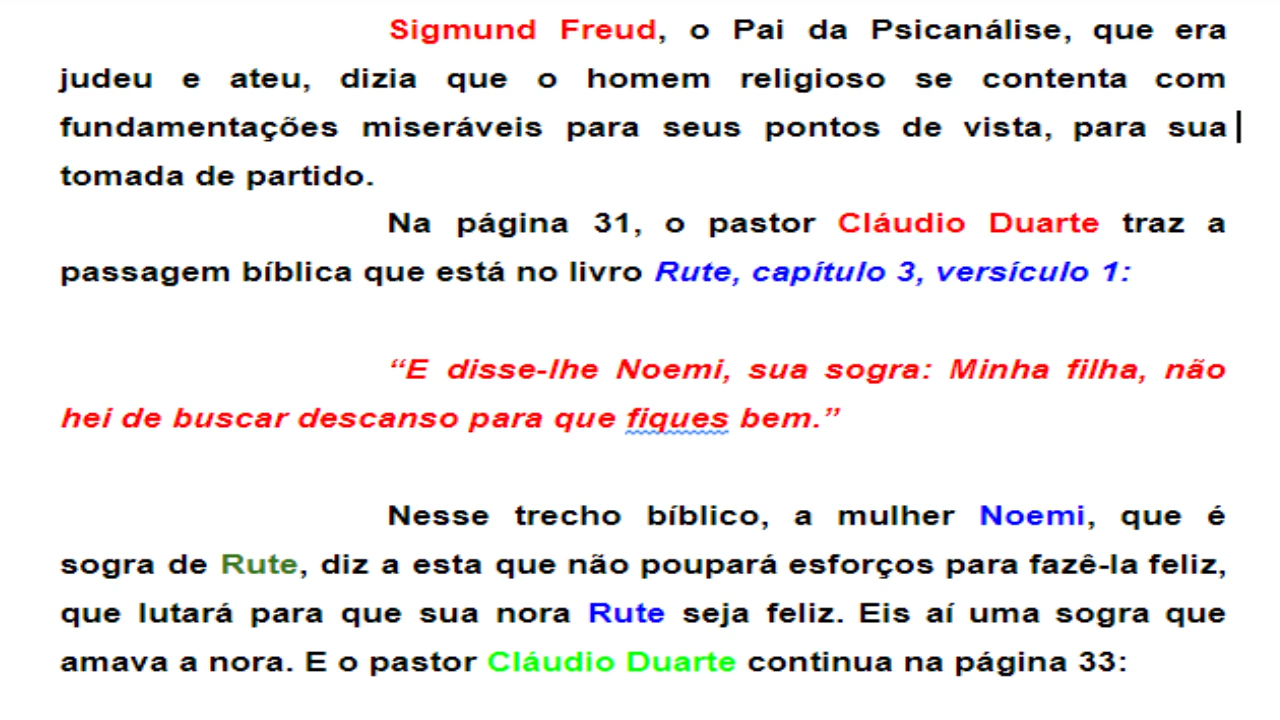 Sigmund Freud, o Pai da Psicanálise, que era
judeu e ateu, dizia que o homem religioso se contenta com
fundamentações miseráveis para seus pontos de vista, para sua
tomada de partido.
Na página 31, o pastor Cláudio Duarte traz a
passagem bíblica que está no livro Rute, capítulo 3, versículo 1:
“E disse-lhe Noemi, sua sogra: Minha filha, não
hei de buscar descanso para que fiques bem.”
Nesse trecho bíblico, a mulher Noemi, que é
sogra de Rute, diz a esta que não poupará esforços para fazê-la feliz,
que lutará para que sua nora Rute seja feliz. Eis aí uma sogra que
amava a nora. E o pastor Cláudio Duarte continua na página 33: